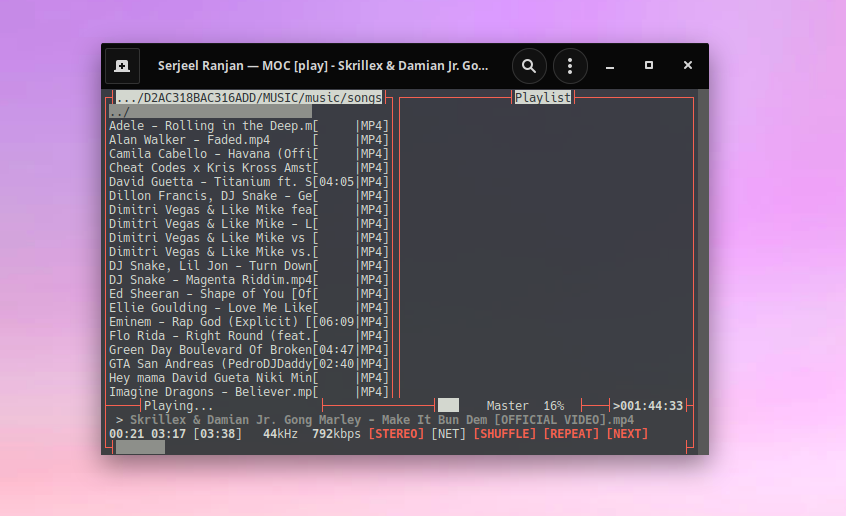 Serjeel Ranjan — MOC [play] - Skrillex & Damian Jr. Go...
.../D2AC318BAC316ADD/MUSIC/music/songs
Playlist
../
Adele - Rolling in the Deep.m[ |MP4]
Alan Walker - Faded.mp4 [ |MP4]
Camila Cabello - Havana (Offi[ |MP4]
Cheat Codes x Kris Kross Amst[ |MP4]
David Guetta - Titanium ft. S[04:05|MP4]
Dillon Francis, DJ Snake - Ge[ |MP4]
Dimitri Vegas & Like Mike fea[ |MP4]
Dimitri Vegas & Like Mike - L[ |MP4]
Dimitri Vegas & Like Mike vs [ |MP4]
Dimitri Vegas & Like Mike vs.[ |MP4]
DJ Snake, Lil Jon - Turn Down[ |MP4]
DJ Snake - Magenta Riddim.mp4[ |MP4]
Ed Sheeran - Shape of You [Of[ |MP4]
Ellie Goulding - Love Me Like[ |MP4]
Eminem - Rap God (Explicit) [[06:09|MP4]
Flo Rida - Right Round (feat.[ |MP4]
Green Day Boulevard Of Broken[04:47|MP4]
GTA San Andreas (PedroDJDaddy[02:40|MP4]
Hey mama David Gueta Niki Min[ |MP4]
Imagine Dragons - Believer.mp[ |MP4]
Playing... Master 16% >001:44:33
> Skrillex & Damian Jr. Gong Marley - Make It Bun Dem [OFFICIAL VIDEO].mp4
00:21 03:17 [03:38] 44kHz 792kbps [STEREO] [NET] [SHUFFLE] [REPEAT] [NEXT]